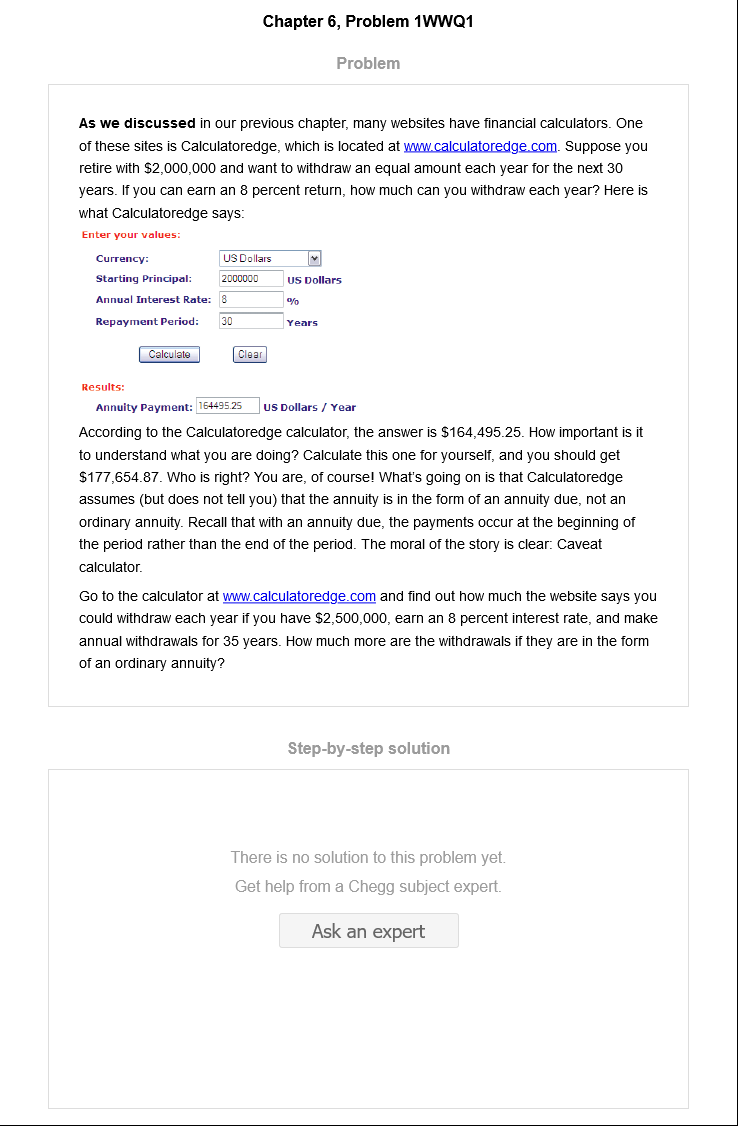 Chapter 6, Problem 1WWQ1
Problem
As we discussed in our previous chapter, many websites have financial calculators. One
of these sites is Calculatoredge, which is located at www.calculatoredge.com. Suppose you
retire with $2,000,000 and want to withdraw an equal amount each year for the next 30
years. If you can earn an 8 percent return, how much can you withdraw each year? Here is
what Calculatoredge says:
Enter your values:
Currency: US Dollars
Starting Principal: 2000000 US Dollars
Annual Interest Rate: 8 %
Repayment Period: 30 Years
Calculate Clear
Results:
Annuity Payment: 164495.25 US Dollars / Year
According to the Calculatoredge calculator, the answer is $164,495.25. How important is it
to understand what you are doing? Calculate this one for yourself, and you should get
$177,654.87. Who is right? You are, of course! What's going on is that Calculatoredge
assumes (but does not tell you) that the annuity is in the form of an annuity due, not an
ordinary annuity. Recall that with an annuity due, the payments occur at the beginning of
the period rather than the end of the period. The moral of the story is clear: Caveat
calculator.
Go to the calculator at www.calculatoredge.com and find out how much the website says you
could withdraw each year if you have $2,500,000, earn an 8 percent interest rate, and make
annual withdrawals for 35 years. How much more are the withdrawals if they are in the form
of an ordinary annuity?
Step-by-step solution
There is no solution to this problem yet.
Get help from a Chegg subject expert.
Ask an expert